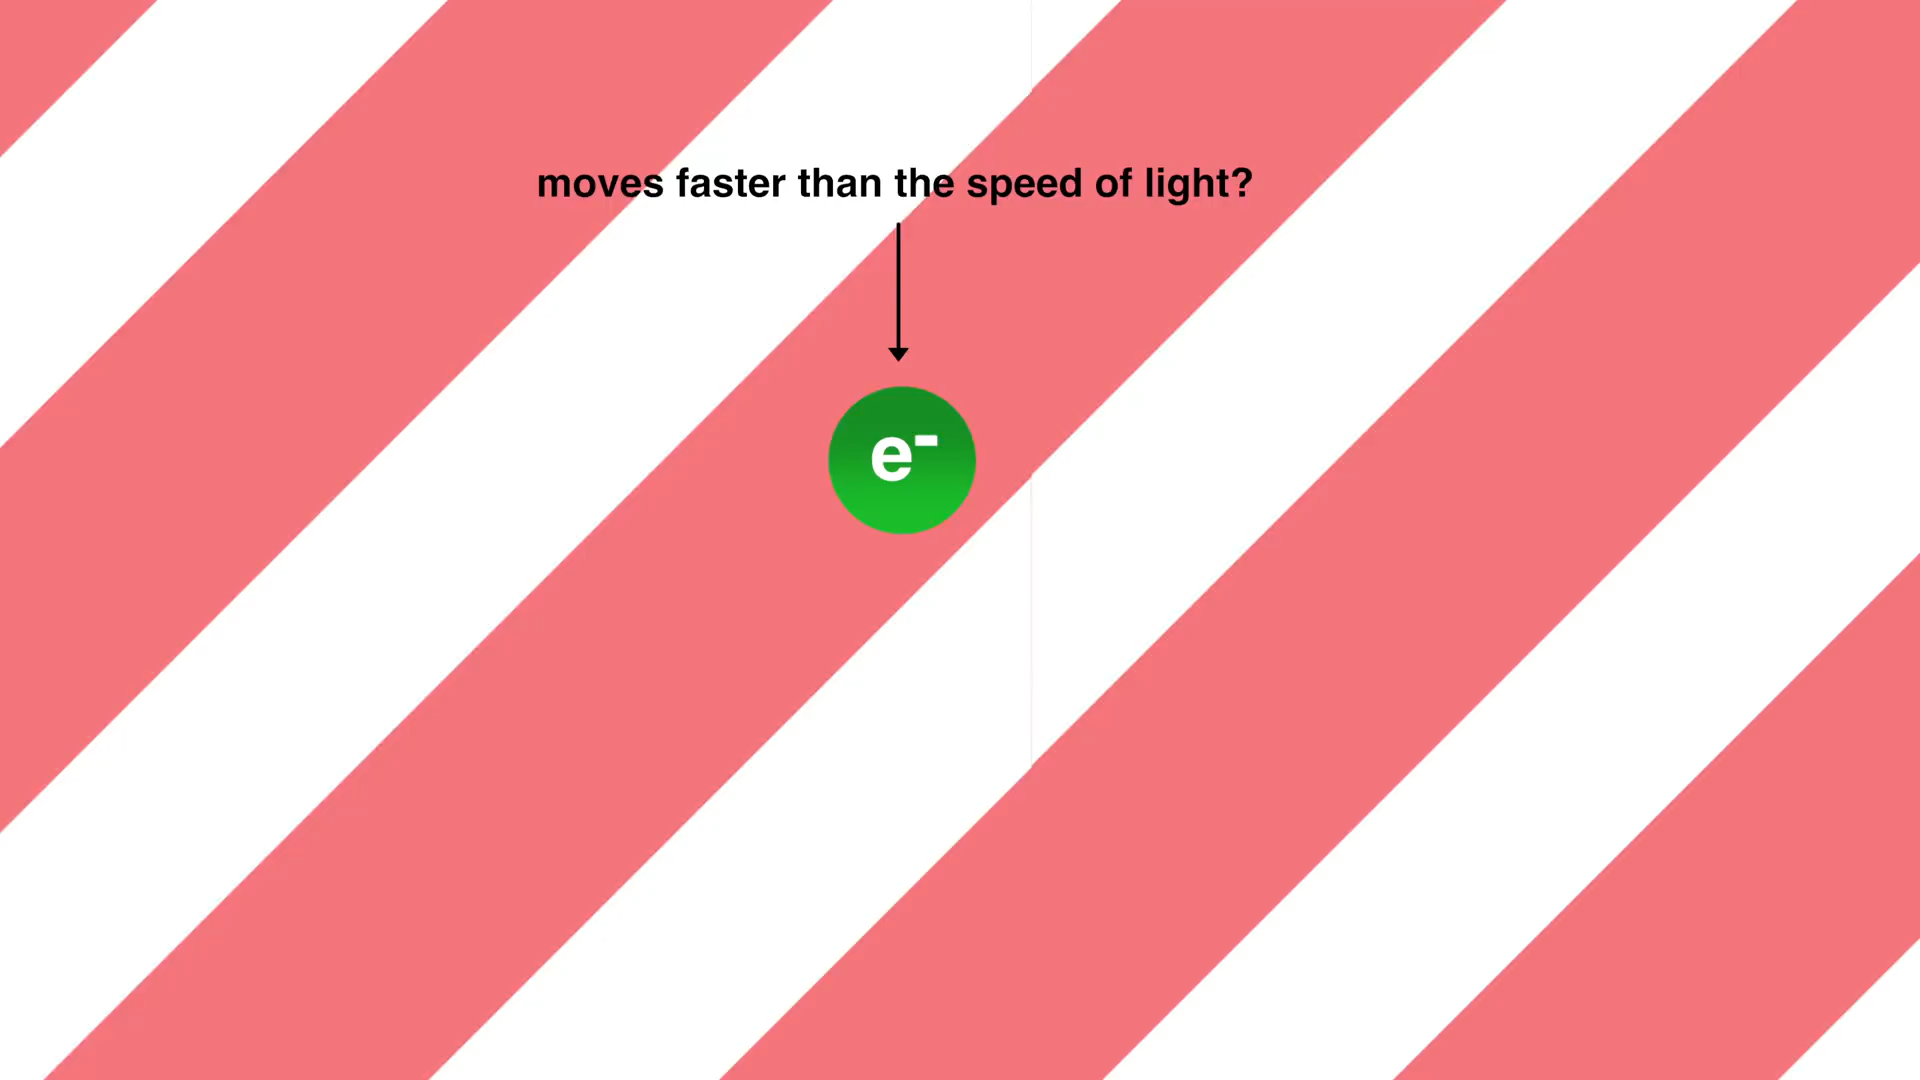 moves faster than the speed of light?
e⁻